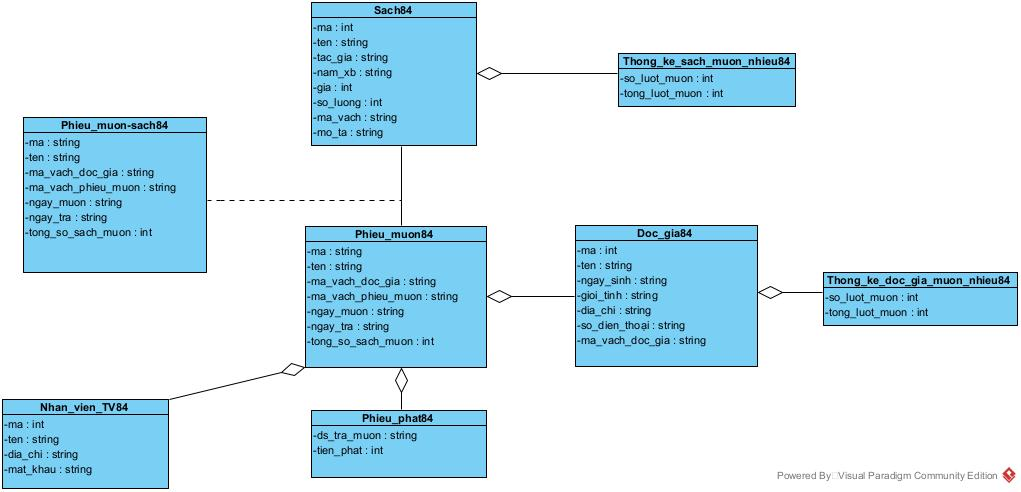 Sach84
-ma : int
-ten : string
-tac_gia : string
-nam_xb : string
-gia : int
-so_luong : int
-ma_vach : string
-mo_ta : string
Thong_ke_sach_muon_nhieu84
-so_luot_muon : int
-tong_luot_muon : int
Phieu_muon-sach84
-ma : string
-ten : string
-ma_vach_doc_gia : string
-ma_vach_phieu_muon : string
-ngay_muon : string
-ngay_tra : string
-tong_so_sach_muon : int
Phieu_muon84
-ma : string
-ten : string
-ma_vach_doc_gia : string
-ma_vach_phieu_muon : string
-ngay_muon : string
-ngay_tra : string
-tong_so_sach_muon : int
Doc_gia84
-ma : int
-ten : string
-ngay_sinh : string
-gioi_tinh : string
-dia_chi : string
-so_dien_thoại : string
-ma_vach_doc_gia : string
Thong_ke_doc_gia_muon_nhieu84
-so_luot_muon : int
-tong_luot_muon : int
Nhan_vien_TV84
-ma : int
-ten : string
-dia_chi : string
-mat_khau : string
Phieu_phat84
-ds_tra_muon : string
-tien_phat : int
Powered By Visual Paradigm Community Edition